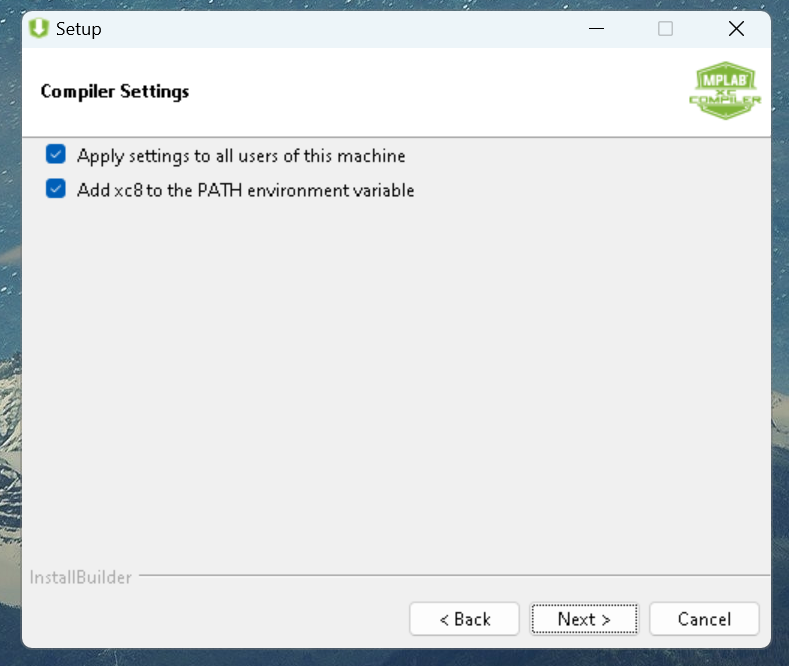 Setup
Compiler Settings
MPLAB®
XC
COMPILER
Apply settings to all users of this machine
Add xc8 to the PATH environment variable
InstallBuilder
< Back
Next >
Cancel